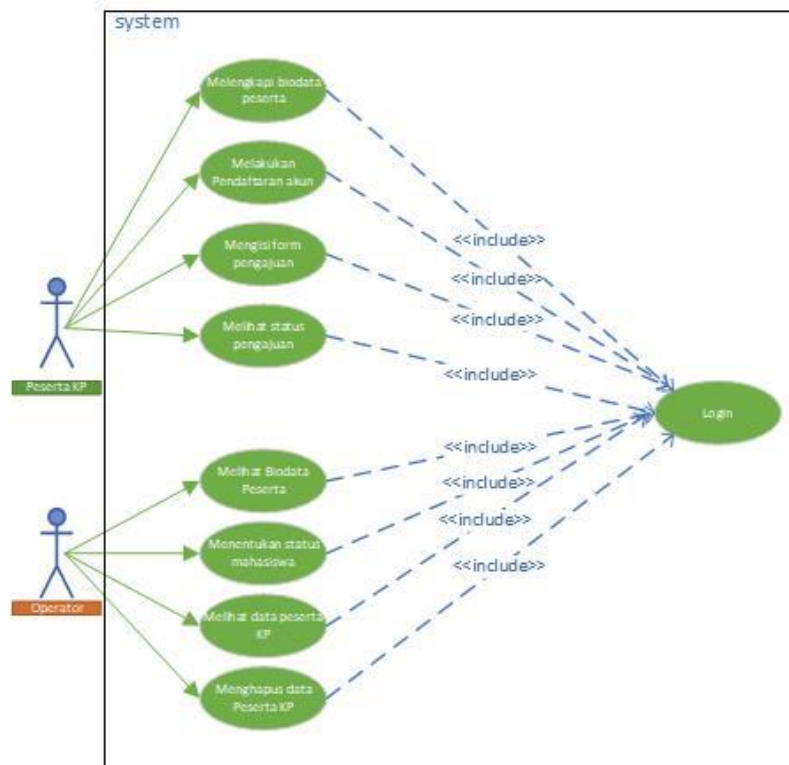 system
Melengkapi biodata
peserta
Melakukan
Pendaftaran akun
<<include>>
<<include>>
Mengisi form
pengajuan
<<include>>
Melihat status
pengajuan
<<include>>
Peserta KP
Login
<<include>>
Melihat Biodata
Peserta
<<include>>
<<include>>
Menentukan status
mahasiswa
<<include>>
Operator
Melihat data peserta
KP
Menghapus data
Peserta KP